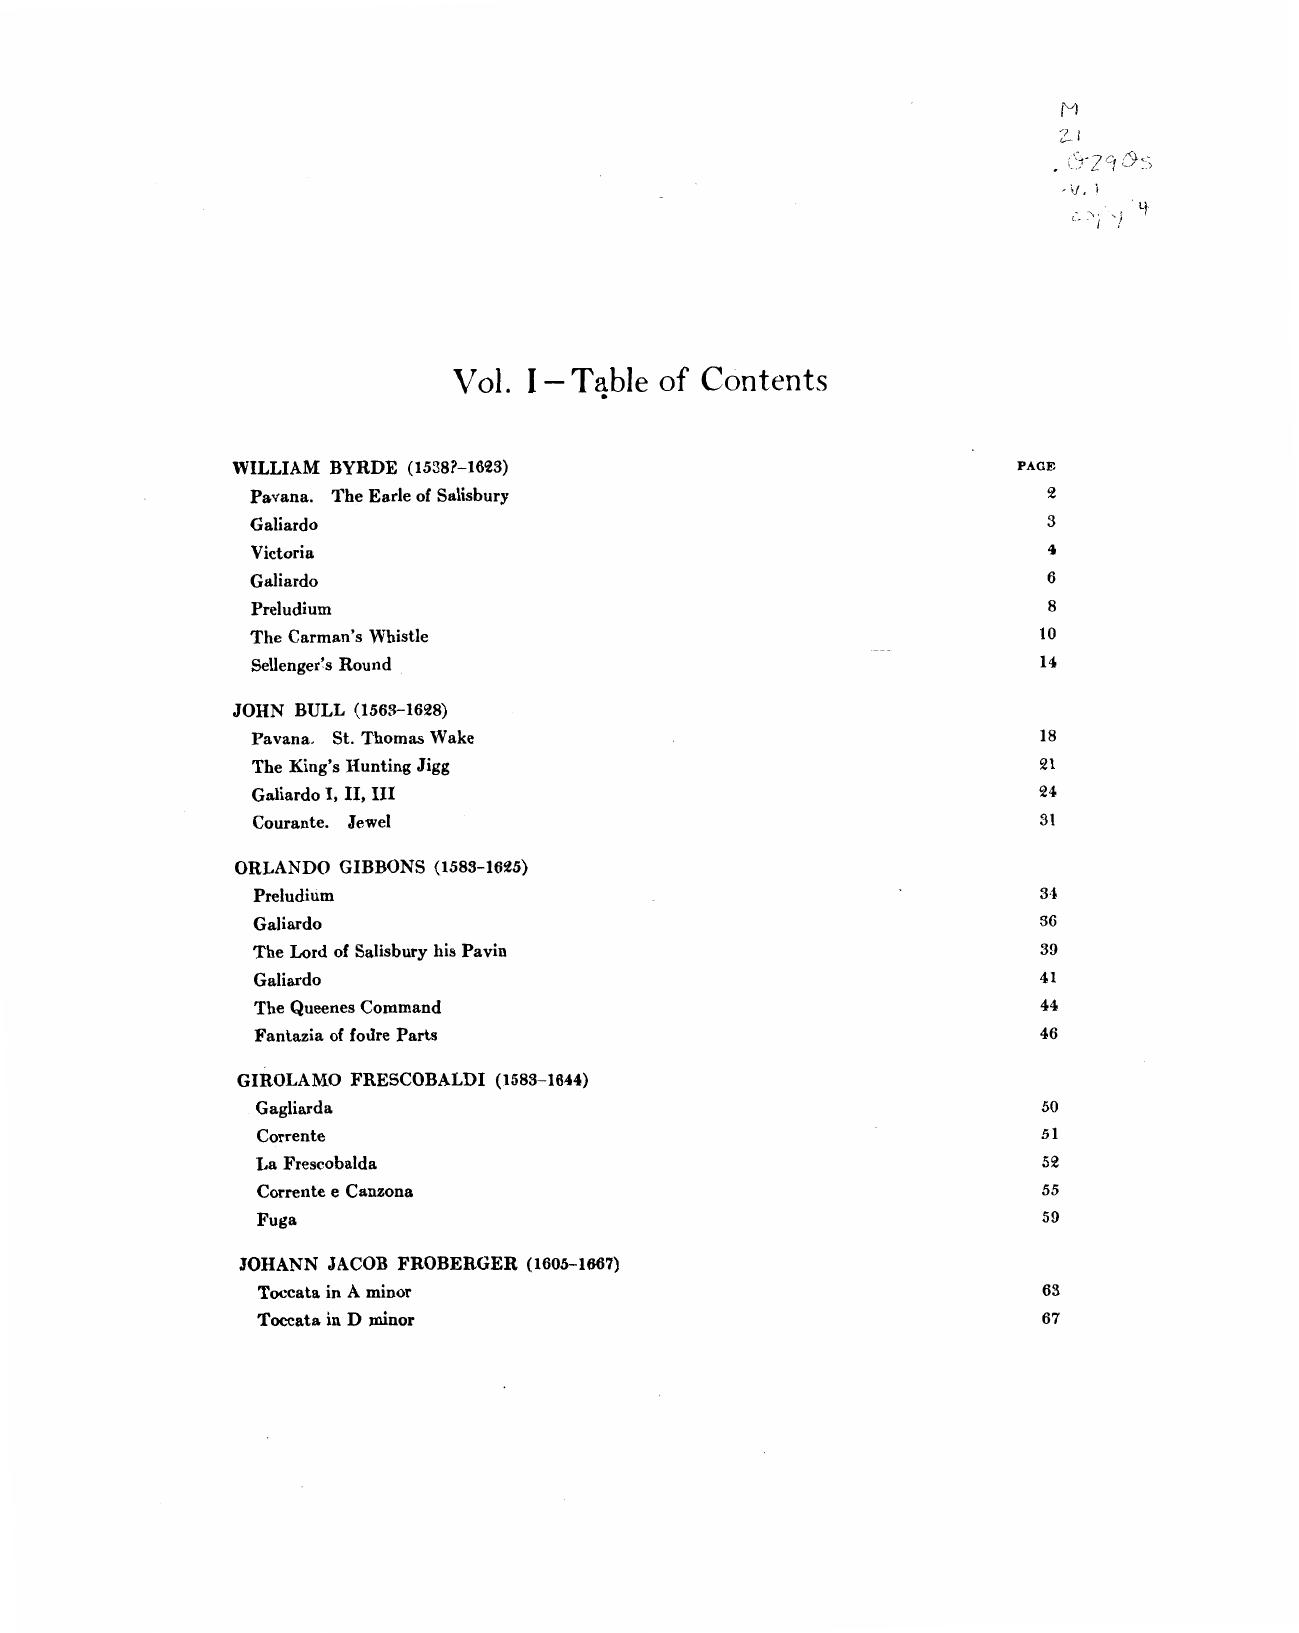 M
21
v. 1
copy 4
Vol. I – Table of Contents
WILLIAM BYRDE (1538?–1623) PAGE
Pavana. The Earle of Salisbury 2
Galiardo 3
Victoria 4
Galiardo 6
Preludium 8
The Carman's Whistle 10
Sellenger's Round 14
JOHN BULL (1563–1628)
Pavana. St. Thomas Wake 18
The King's Hunting Jigg 21
Galiardo I, II, III 24
Courante. Jewel 31
ORLANDO GIBBONS (1583–1625)
Preludium 34
Galiardo 36
The Lord of Salisbury his Pavin 39
Galiardo 41
The Queenes Command 44
Fantazia of foure Parts 46
GIROLAMO FRESCOBALDI (1583–1644)
Gagliarda 50
Corrente 51
La Frescobalda 52
Corrente e Canzona 55
Fuga 59
JOHANN JACOB FROBERGER (1605–1667)
Toccata in A minor 63
Toccata in D minor 67